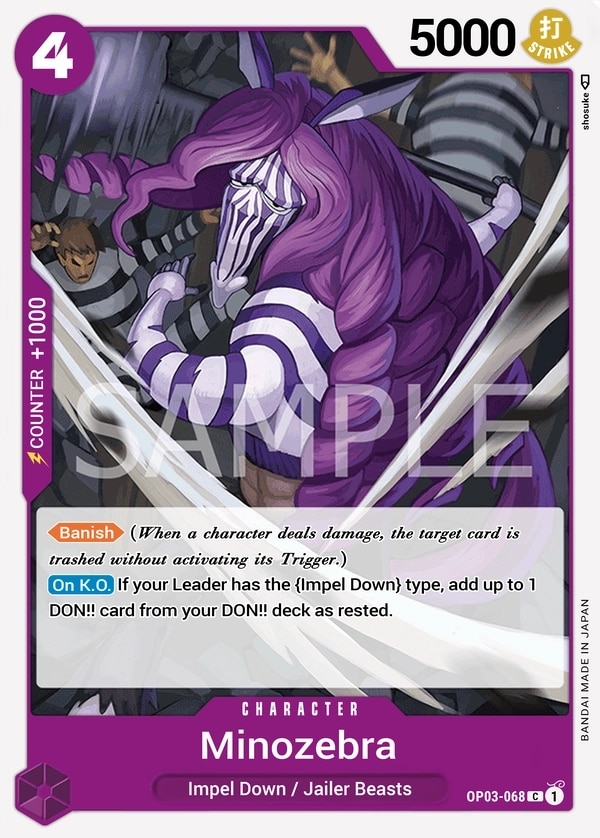 4
5000
打
STRIKE
shosuke
COUNTER +1000
SAMPLE
Banish (When a character deals damage, the target card is
trashed without activating its Trigger.)
On K.O. If your Leader has the {Impel Down} type, add up to 1
DON!! card from your DON!! deck as rested.
BANDAI MADE IN JAPAN
CHARACTER
Minozebra
Impel Down / Jailer Beasts
OP03-068 C 1